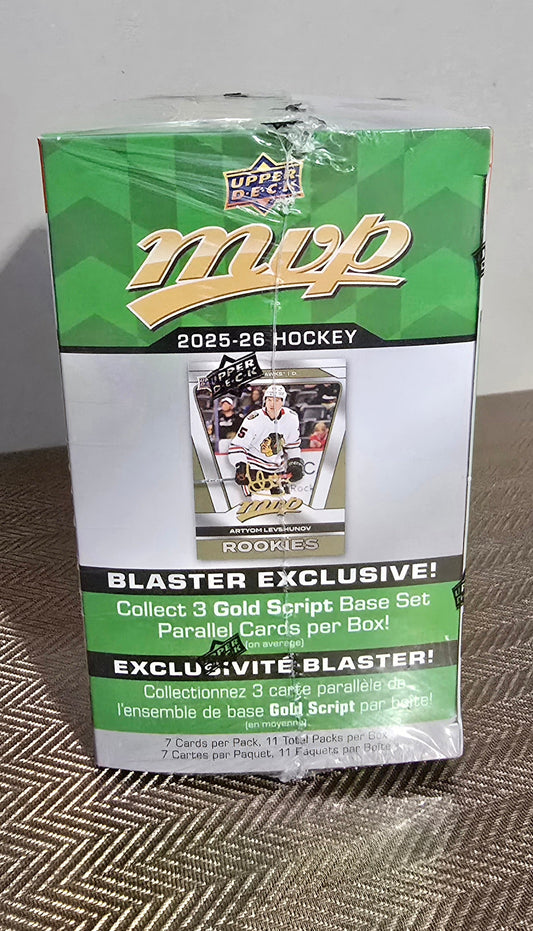 UPPER
D·E·C·K
mvp
2025-26 HOCKEY
UPPER
DECK
mvp
ARTYOM LEVSHUNOV
ROOKIES
BLASTER EXCLUSIVE!
Collect 3 Gold Script Base Set
Parallel Cards per Box!
(on average)
UPPER
DECK
EXCLUSIVITÉ BLASTER!
Collectionnez 3 carte parallèle de
l'ensemble de base Gold Script par boîte!
(en moyenne)
7 Cards per Pack, 11 Total Packs per Box
7 Cartes par Paquet, 11 Paquets par Boîte